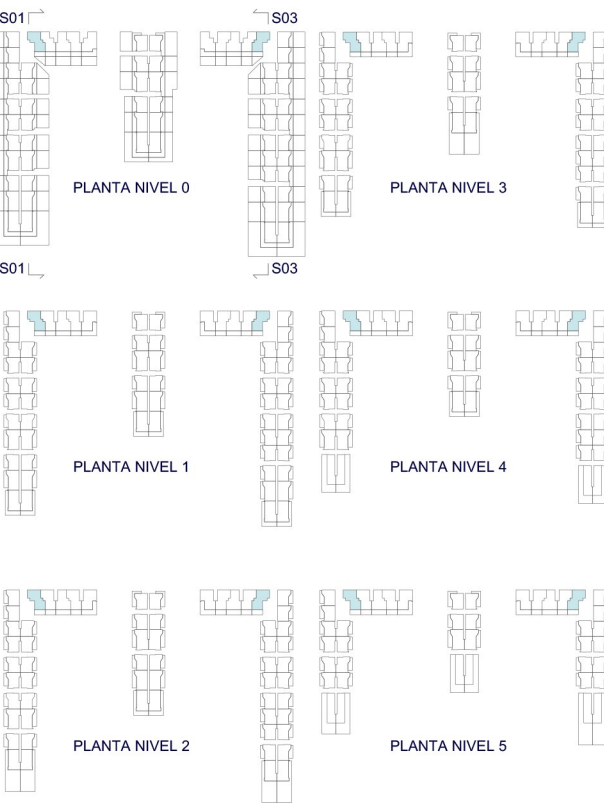 S01
S03
PLANTA NIVEL 0
PLANTA NIVEL 3
S01
S03
PLANTA NIVEL 1
PLANTA NIVEL 4
PLANTA NIVEL 2
PLANTA NIVEL 5